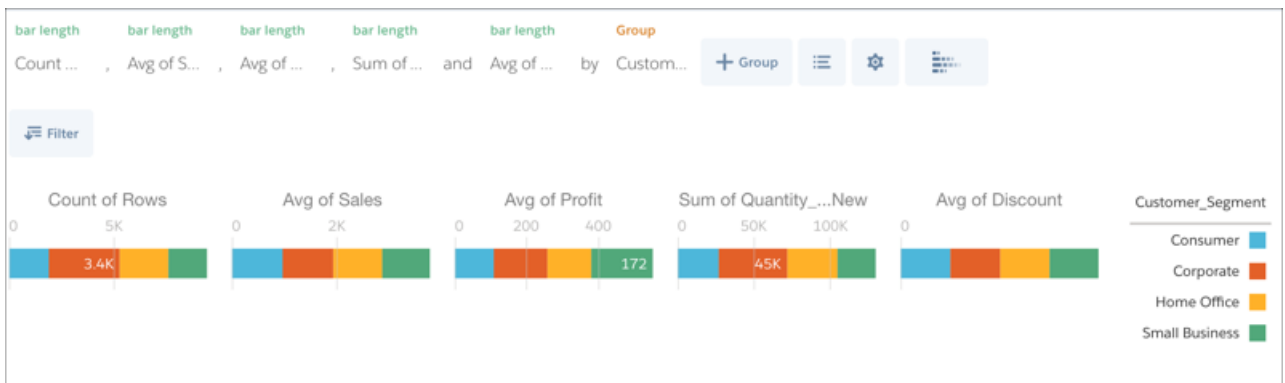 bar length bar length bar length bar length bar length Group
Count ... , Avg of S... , Avg of ... , Sum of ... and Avg of ... by Custom... + Group
Filter
Count of Rows Avg of Sales Avg of Profit Sum of Quantity_...New Avg of Discount Customer_Segment
0 5K 0 2K 0 200 400 0 50K 100K 0
Consumer
3.4K 172 45K
Corporate
Home Office
Small Business